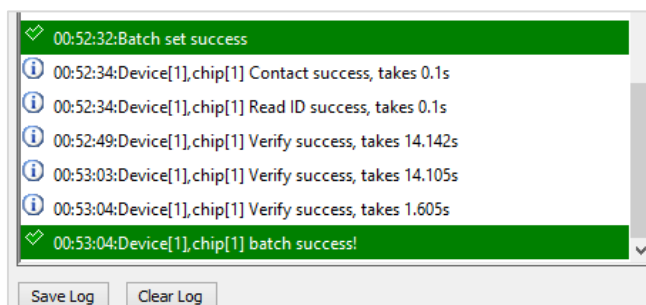 00:52:32:Batch set success
00:52:34:Device[1],chip[1] Contact success, takes 0.1s
00:52:34:Device[1],chip[1] Read ID success, takes 0.1s
00:52:49:Device[1],chip[1] Verify success, takes 14.142s
00:53:03:Device[1],chip[1] Verify success, takes 14.105s
00:53:04:Device[1],chip[1] Verify success, takes 1.605s
00:53:04:Device[1],chip[1] batch success!
Save Log Clear Log